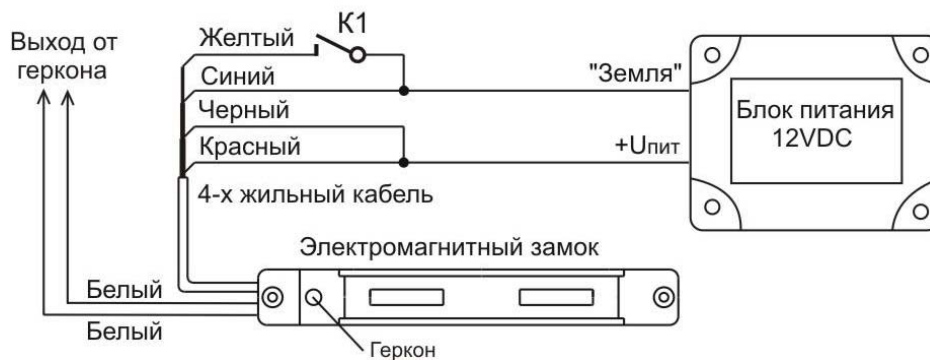 Выход от
геркона
Желтый
К1
Синий
"Земля"
Черный
Красный
+Uпит
Блок питания
12VDC
4-х жильный кабель
Электромагнитный замок
Белый
Белый
Геркон